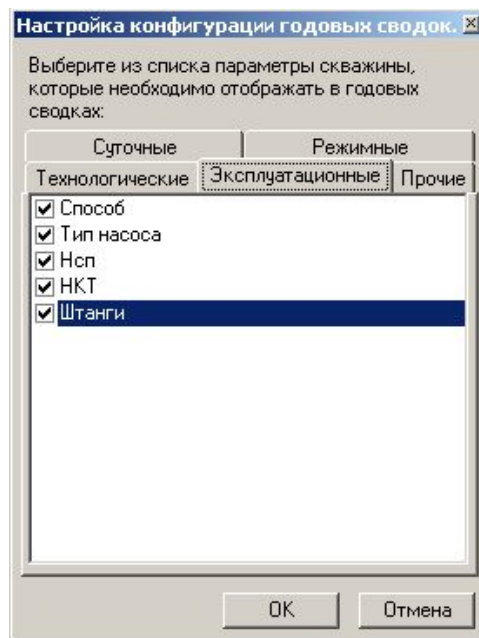 Настройка конфигурации годовых сводок.
Выберите из списка параметры скважины,
которые необходимо отображать в годовых
сводках:
Суточные Режимные
Технологические Эксплуатационные Прочие
Способ
Тип насоса
Нсп
НКТ
Штанги
OK Отмена